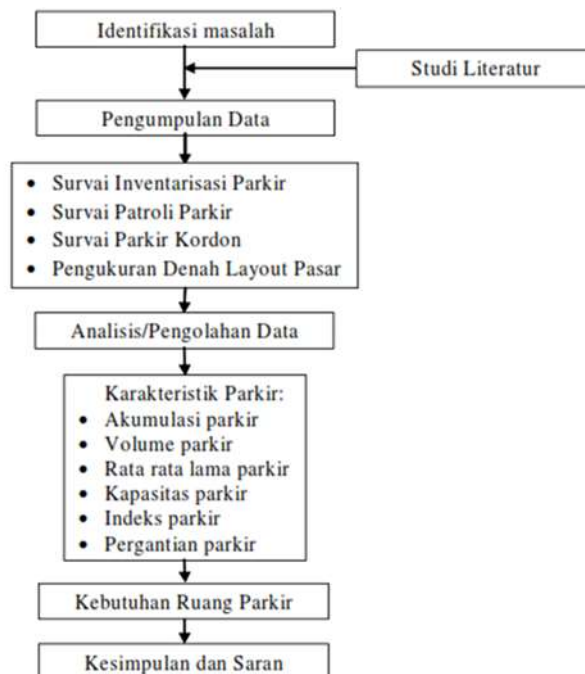 Identifikasi masalah
Studi Literatur
Pengumpulan Data
• Survai Inventarisasi Parkir
• Survai Patroli Parkir
• Survai Parkir Kordon
• Pengukuran Denah Layout Pasar
Analisis/Pengolahan Data
Karakteristik Parkir:
• Akumulasi parkir
• Volume parkir
• Rata rata lama parkir
• Kapasitas parkir
• Indeks parkir
• Pergantian parkir
Kebutuhan Ruang Parkir
Kesimpulan dan Saran